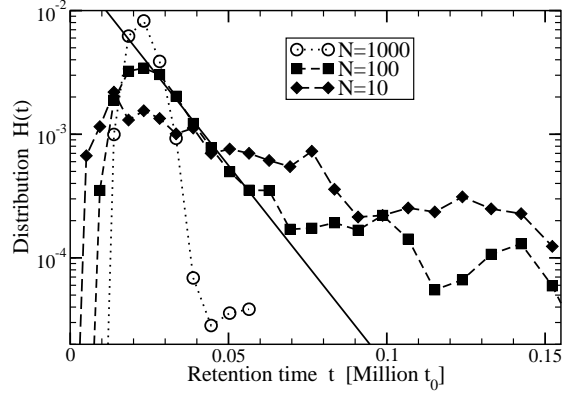 10^-2
N=1000
N=100
N=10
10^-3
Distribution H(t)
10^-4
0 0.05 0.1 0.15
Retention time t [Million t_0]